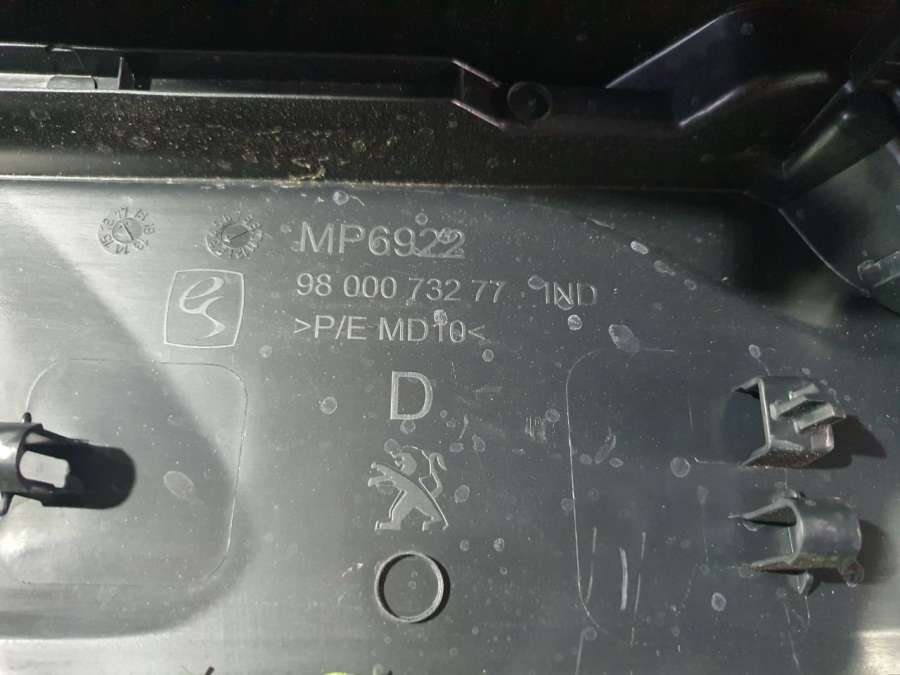 MP6922
98 000 732 77 IND
>P/E MD10<
D